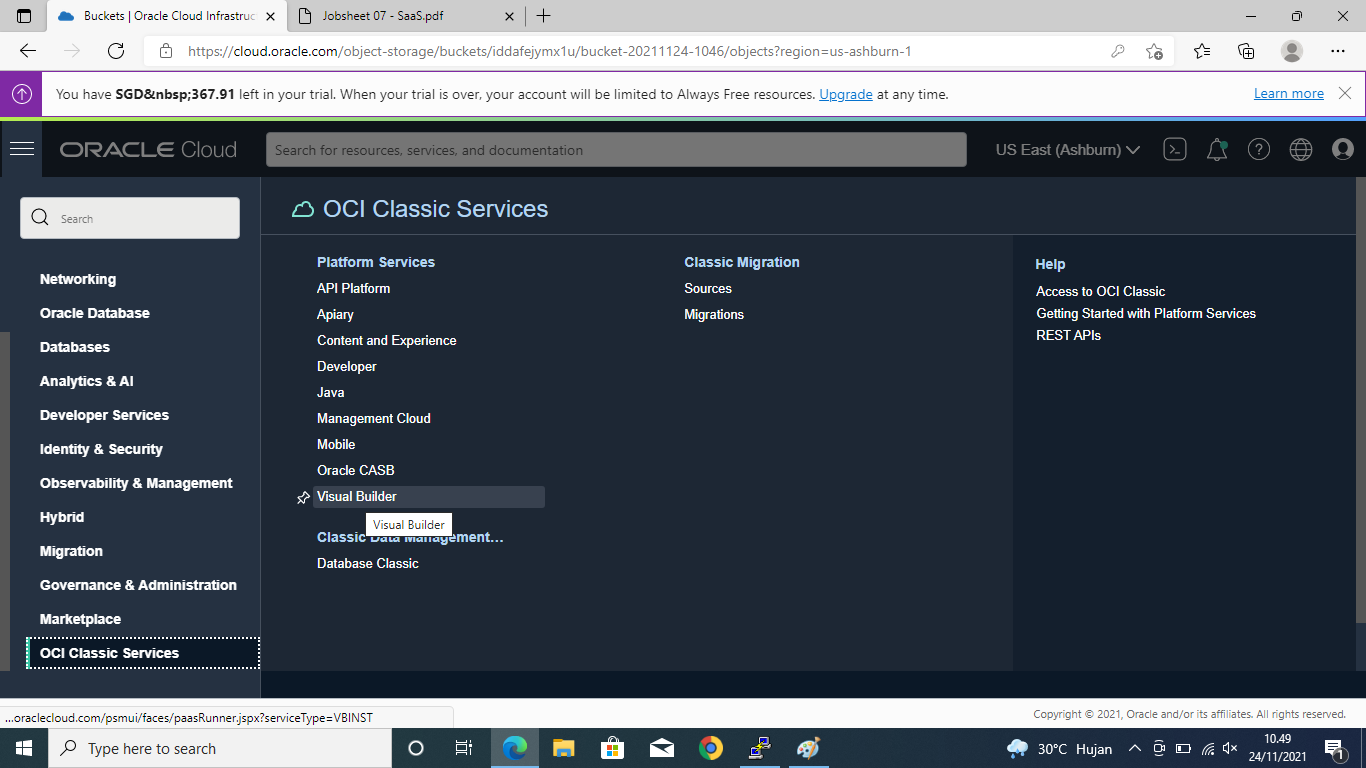 Buckets | Oracle Cloud Infrastruc
Jobsheet 07 - SaaS.pdf
https://cloud.oracle.com/object-storage/buckets/iddafejymx1u/bucket-20211124-1046/objects?region=us-ashburn-1
You have SGD&nbsp;367.91 left in your trial. When your trial is over, your account will be limited to Always Free resources. Upgrade at any time.
Learn more
ORACLE Cloud
Search for resources, services, and documentation
US East (Ashburn)
Search
Networking
Oracle Database
Databases
Analytics & AI
Developer Services
Identity & Security
Observability & Management
Hybrid
Migration
Governance & Administration
Marketplace
OCI Classic Services
OCI Classic Services
Platform Services
API Platform
Apiary
Content and Experience
Developer
Java
Management Cloud
Mobile
Oracle CASB
Visual Builder
Visual Builder
Classic Data Management...
Database Classic
Classic Migration
Sources
Migrations
Help
Access to OCI Classic
Getting Started with Platform Services
REST APIs
...oraclecloud.com/psmui/faces/paasRunner.jspx?serviceType=VBINST
Copyright © 2021, Oracle and/or its affiliates. All rights reserved.
Type here to search
30°C Hujan
10.49
24/11/2021
1